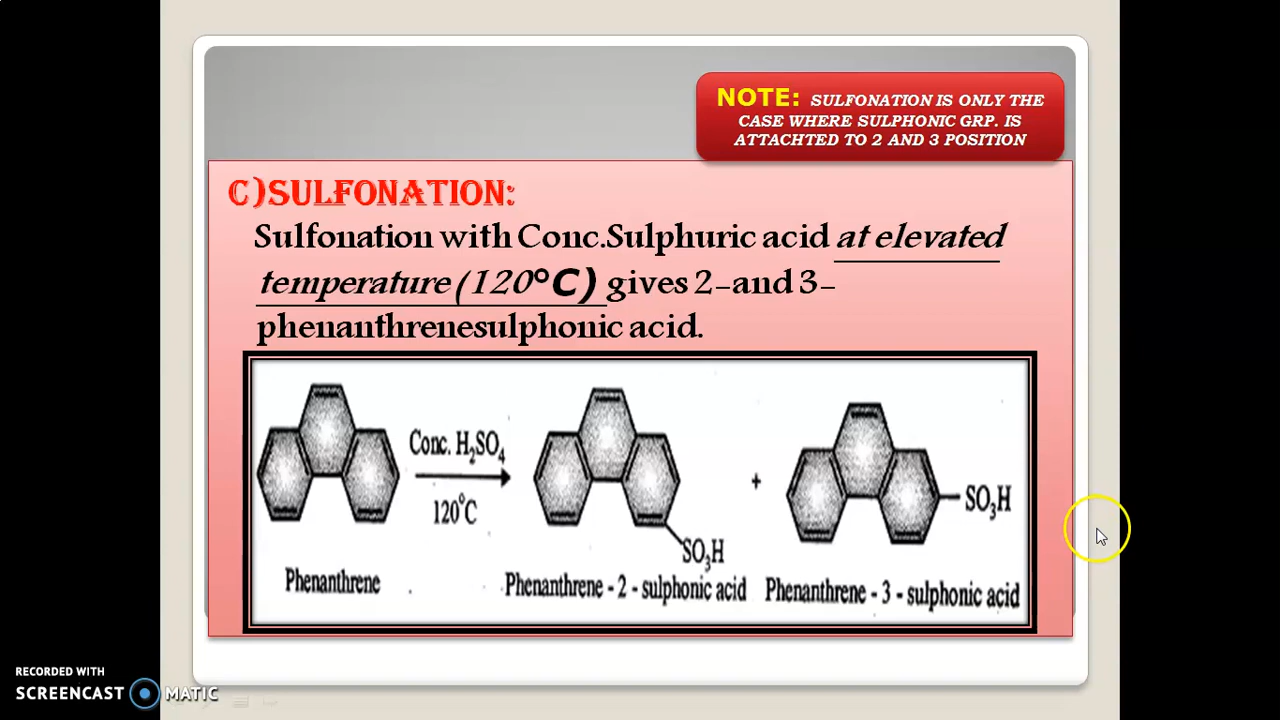 NOTE: SULFONATION IS ONLY THE
CASE WHERE SULPHONIC GRP. IS
ATTACHTED TO 2 AND 3 POSITION
C)SULFONATION:
Sulfonation with Conc.Sulphuric acid at elevated
temperature (120°C) gives 2-and 3-
phenanthrenesulphonic acid.
Conc. H₂SO₄
120°C
+
SO₃H
SO₃H
Phenanthrene
Phenanthrene - 2 - sulphonic acid
Phenanthrene - 3 - sulphonic acid
RECORDED WITH
SCREENCAST MATIC